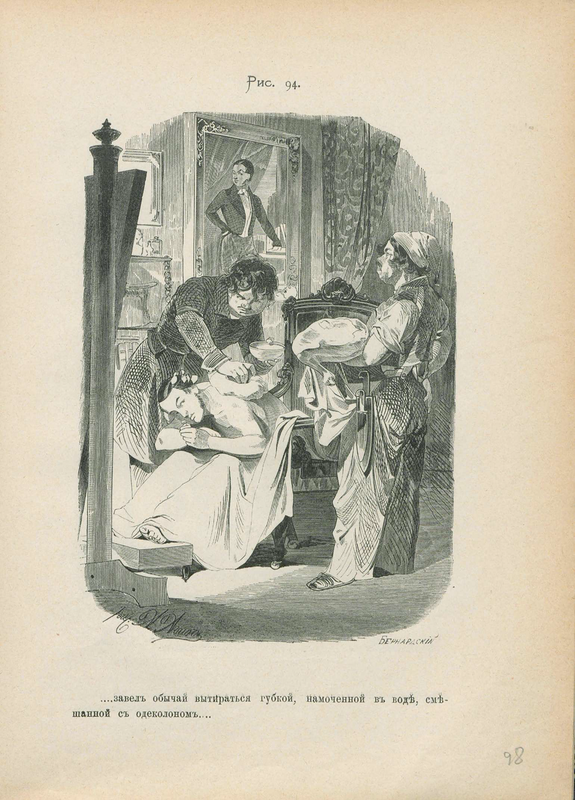 Рис. 94.
БЕРНАРДСКІЙ
....завелъ обычай вытираться губкой, намоченной въ водѣ, смѣ-
шанной съ одеколономъ....
98